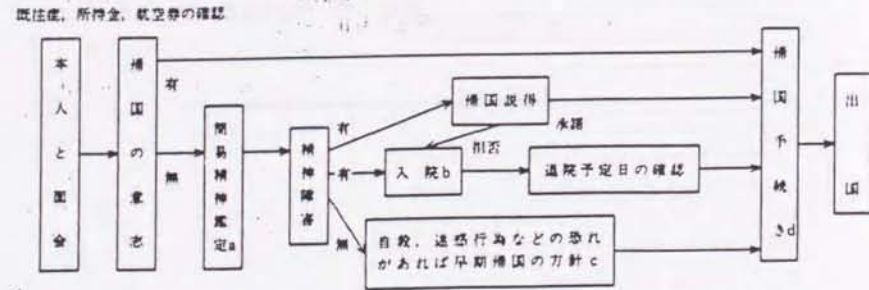 既往症，所持金，航空券の確認
本人と面会
帰国の意志
有
無
簡易精神鑑定a
精神障害
有
有
無
帰国説得
承諾
拒否
入院b
退院予定日の確認
自殺，迷惑行為などの恐れ
があれば早期帰国の方針c
帰国手続きd
出国